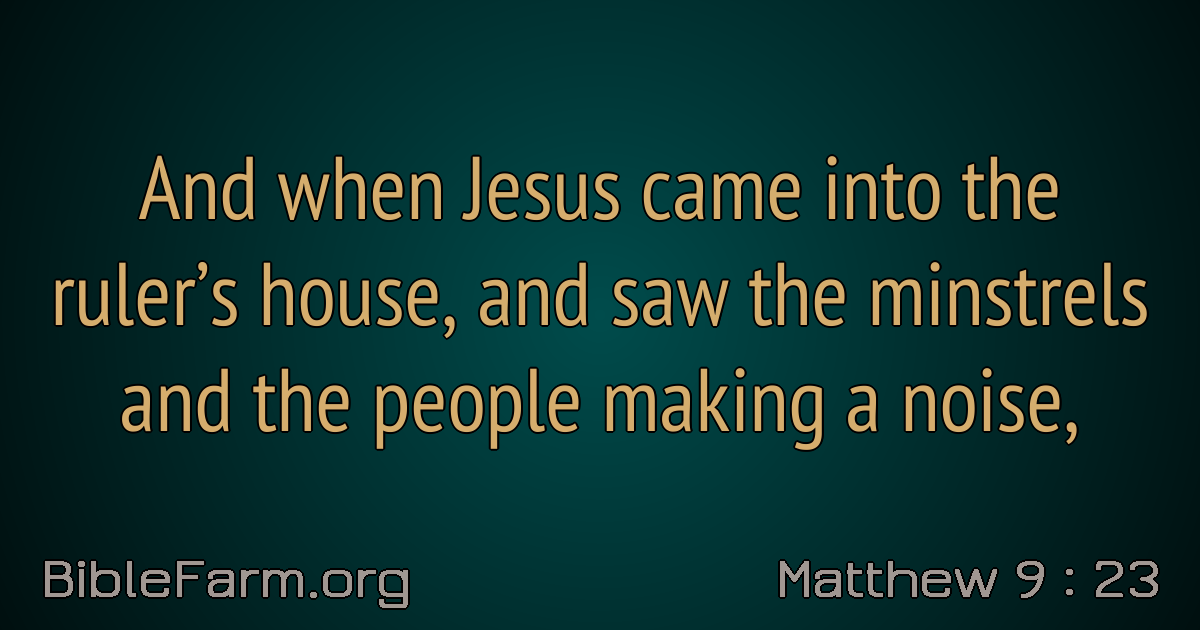 And when Jesus came into the
ruler’s house, and saw the minstrels
and the people making a noise,
BibleFarm.org
Matthew 9 : 23